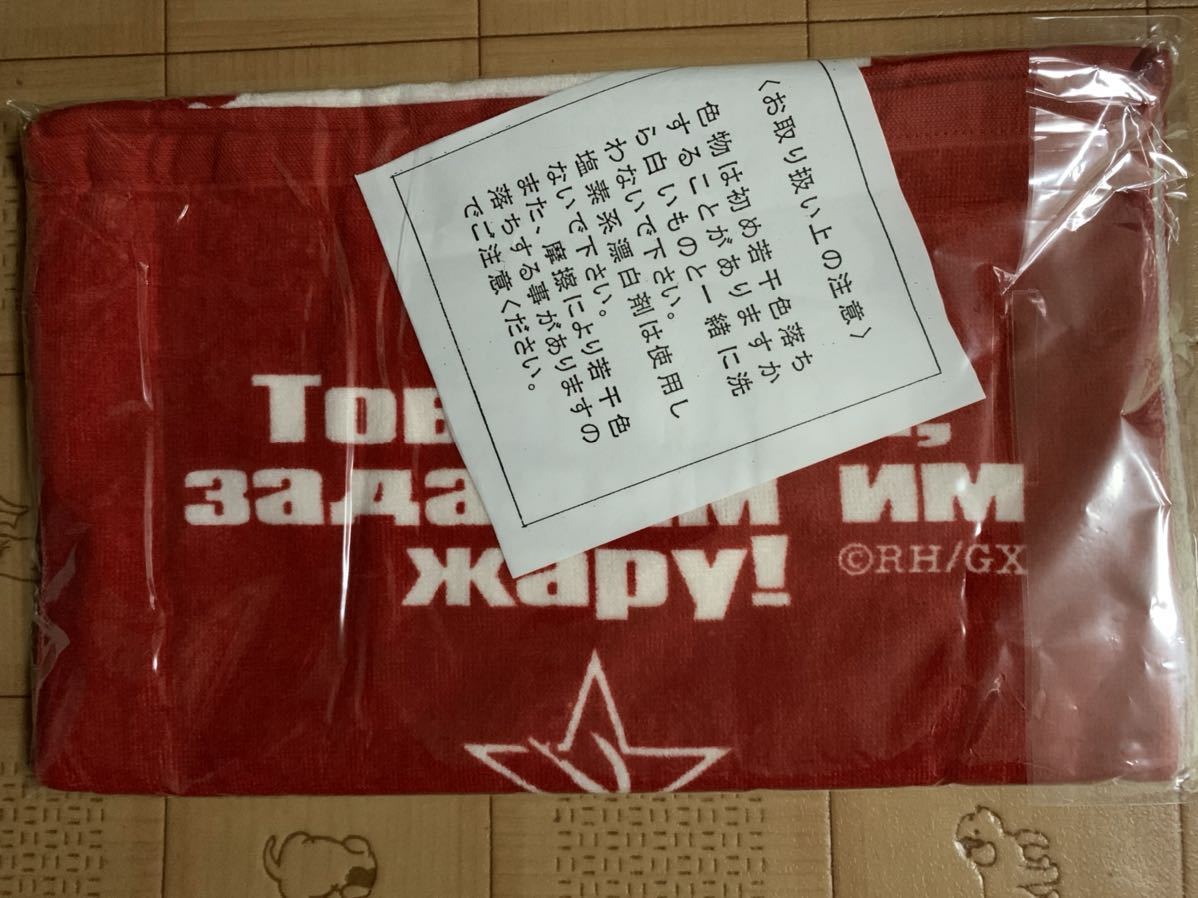 〈お取り扱い上の注意〉
色物は初め若干色落ち
することがありますか
ら白いものと一緒に洗
わないで下さい。
塩素系漂白剤は使用し
ないで下さい。
また、摩擦により若干色
落ちする事がありますの
でご注意ください。
им
жару!
©RH/GX